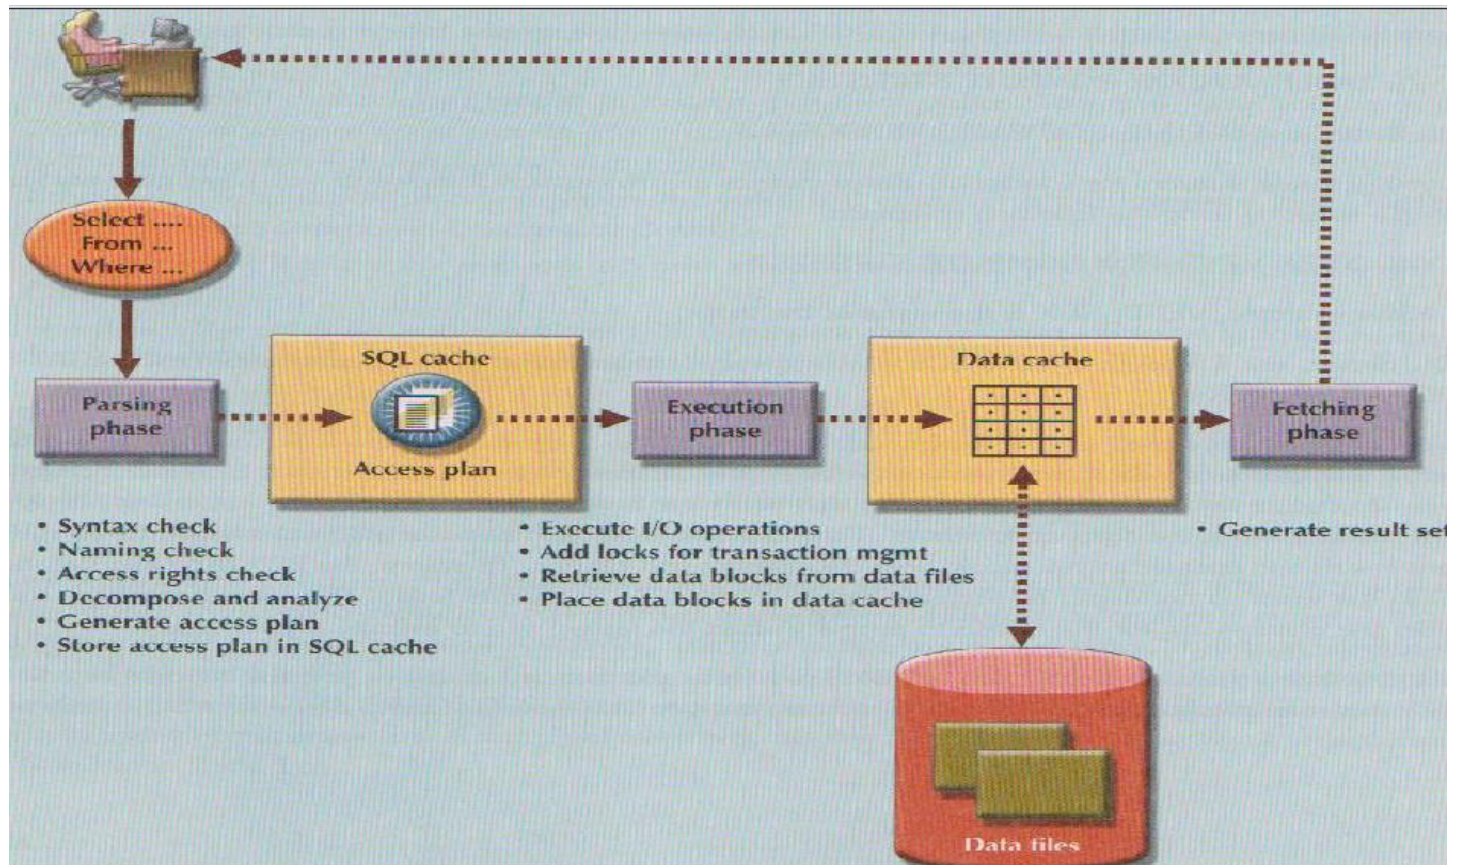 Select ....
From ...
Where ...
Parsing
phase
SQL cache
Access plan
Execution
phase
Data cache
Fetching
phase
• Syntax check
• Naming check
• Access rights check
• Decompose and analyze
• Generate access plan
• Store access plan in SQL cache
• Execute I/O operations
• Add locks for transaction mgmt
• Retrieve data blocks from data files
• Place data blocks in data cache
• Generate result set
Data files